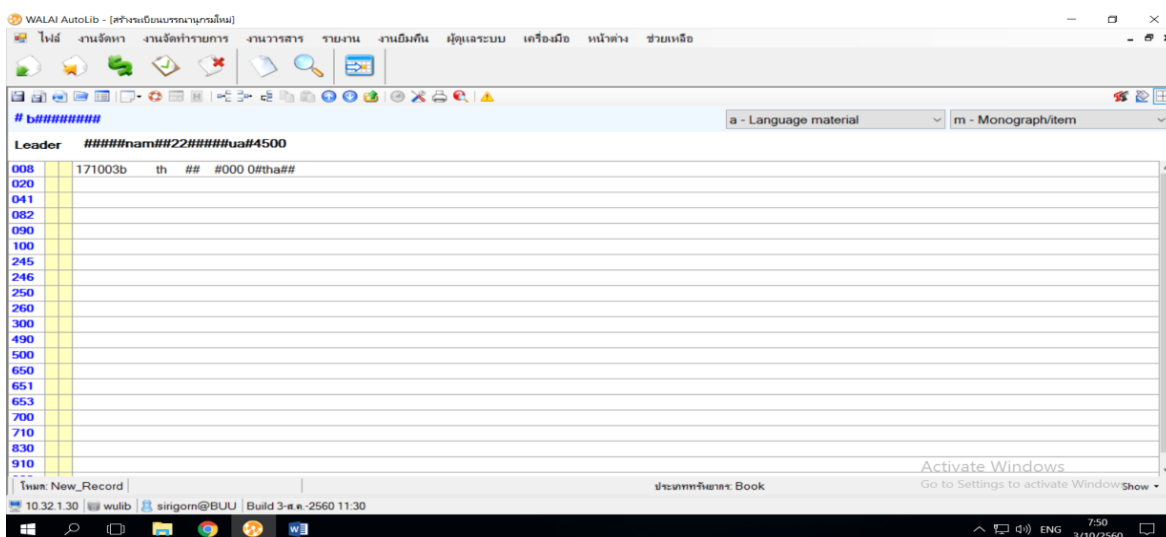 WALAI AutoLib - [สร้างระเบียนบรรณานุกรมใหม่]
ไฟล์ งานจัดหา งานจัดทำรายการ งานวารสาร รายงาน งานยืมคืน ผู้ดูแลระบบ เครื่องมือ หน้าต่าง ช่วยเหลือ
# b######### a - Language material m - Monograph/item
Leader #####nam##22#####ua#4500
008 171003b th ## #000 0#tha##
020
041
082
090
100
245
246
250
260
300
490
500
650
651
653
700
710
830
910
Activate Windows
โหมด: New_Record ประเภททรัพยากร: Book Go to Settings to activate Windows Show
10.32.1.30 wulib sirigorn@BUU Build 3-ส.ค.-2560 11:30
ENG 7:50
3/10/2560